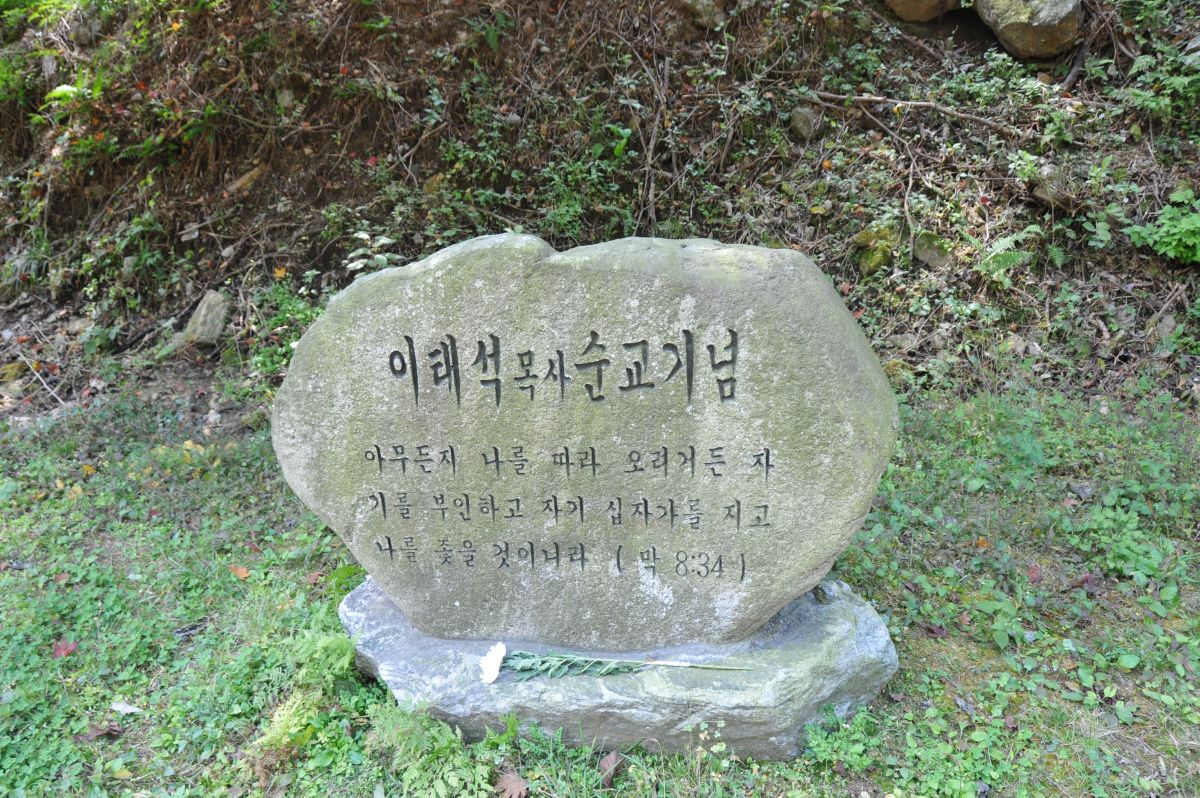 이태석 목사 순교기념
아무든지 나를 따라 오려거든 자
기를 부인하고 자기 십자가를 지고
나를 좇을 것이니라 ( 막 8:34 )